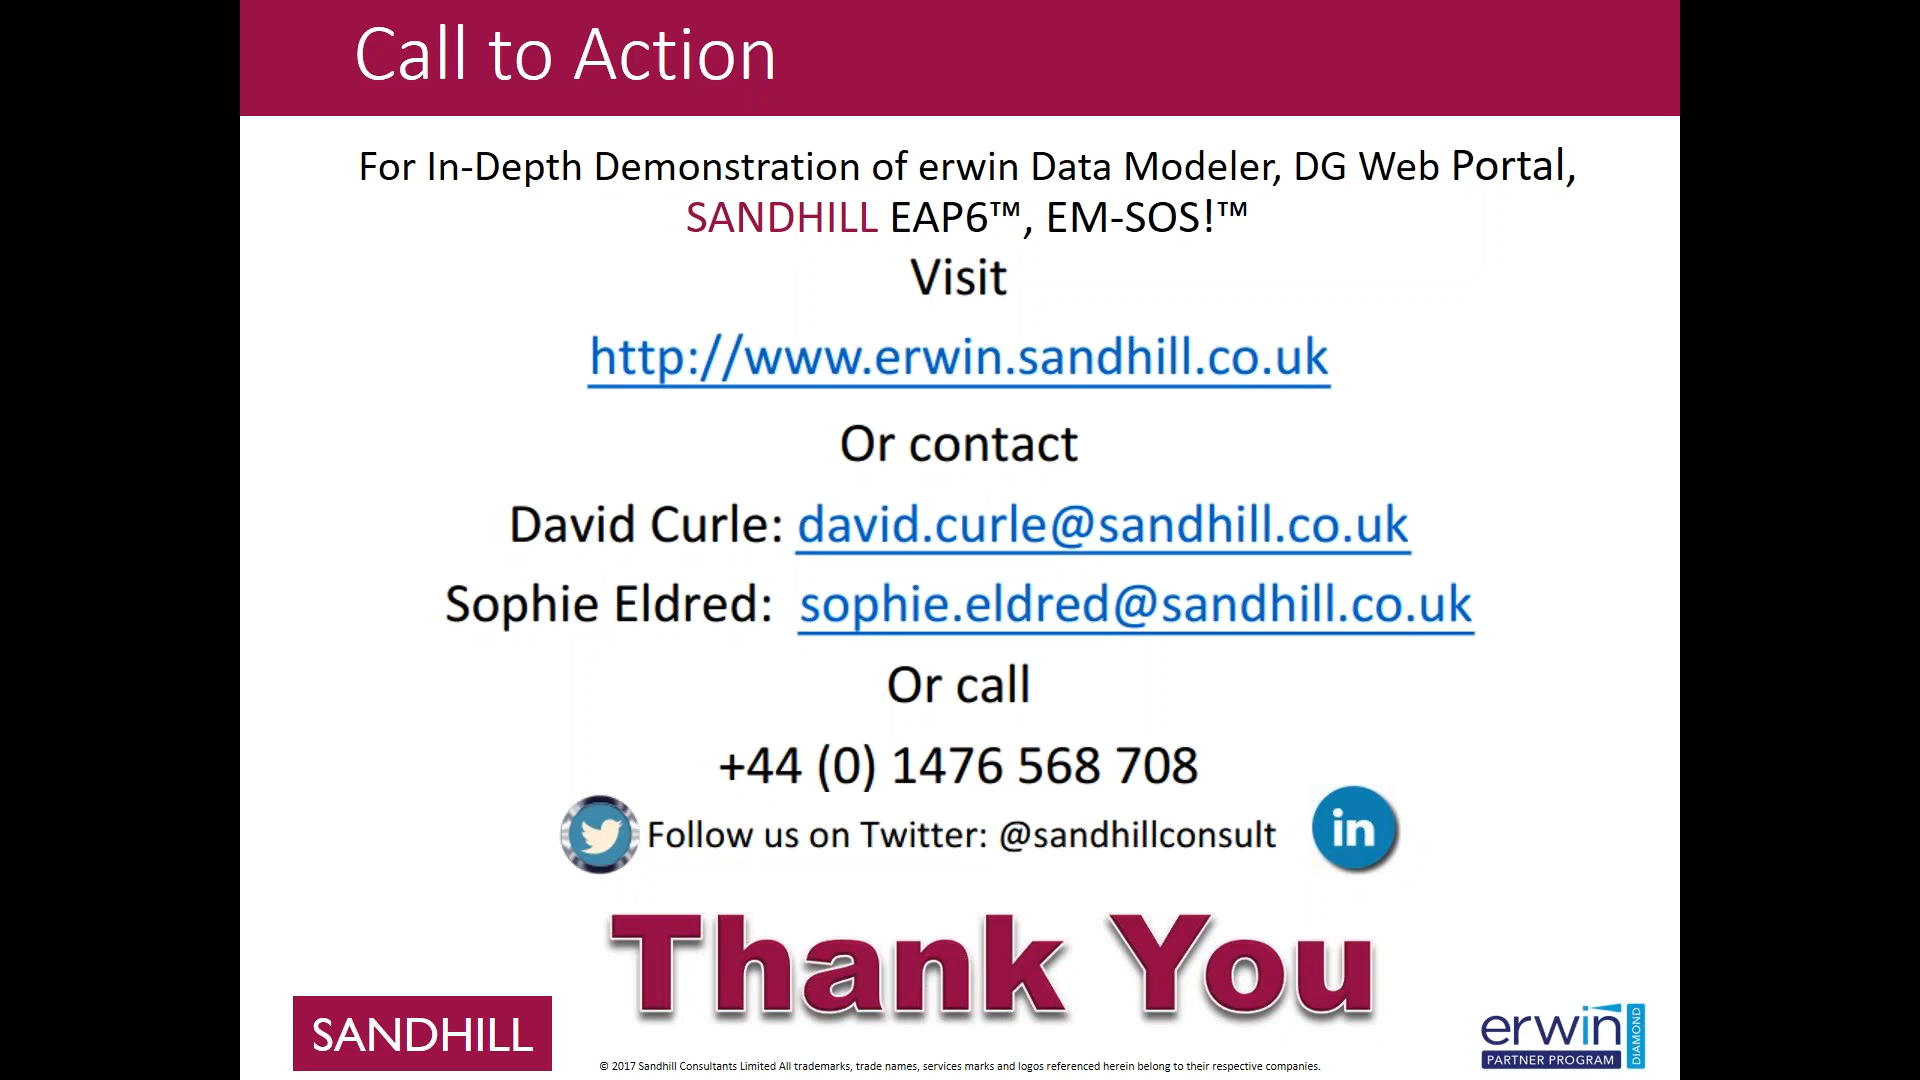 Call to Action
For In-Depth Demonstration of erwin Data Modeler, DG Web Portal,
SANDHILL EAP6™, EM-SOS!™
Visit
http://www.erwin.sandhill.co.uk
Or contact
David Curle: david.curle@sandhill.co.uk
Sophie Eldred: sophie.eldred@sandhill.co.uk
Or call
+44 (0) 1476 568 708
Follow us on Twitter: @sandhillconsult
in
Thank You
SANDHILL
erwin
PARTNER PROGRAM
DIAMOND
© 2017 Sandhill Consultants Limited All trademarks, trade names, services marks and logos referenced herein belong to their respective companies.